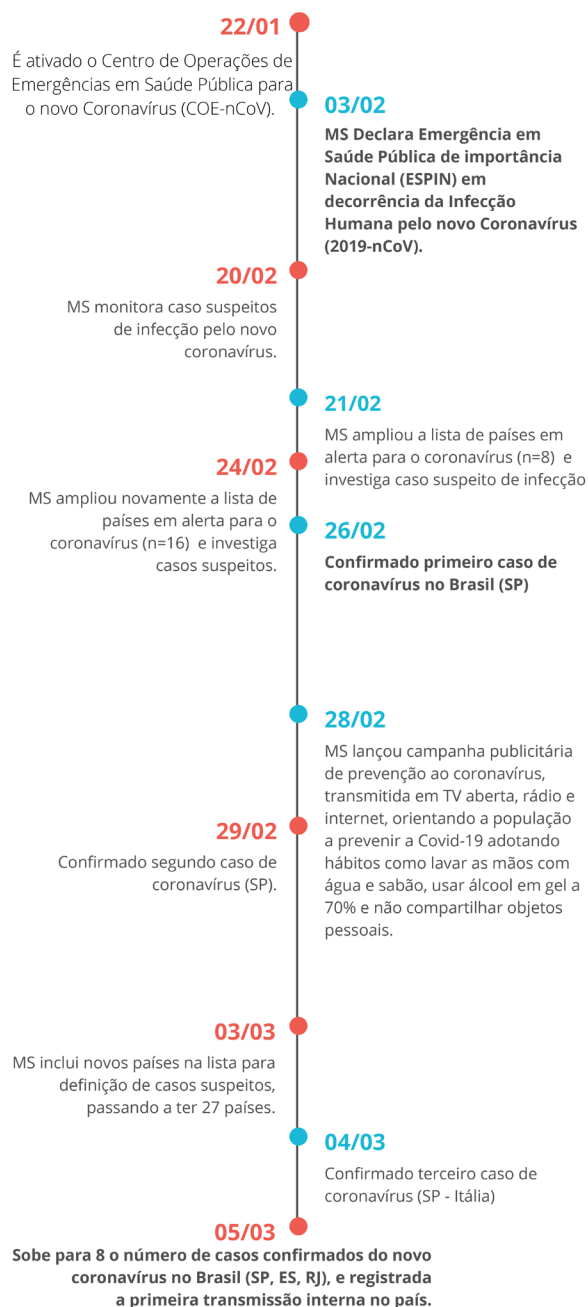 22/01
É ativado o Centro de Operações de
Emergências em Saúde Pública para
o novo Coronavírus (COE-nCoV).
03/02
MS Declara Emergência em
Saúde Pública de importância
Nacional (ESPIN) em
decorrência da Infecção
Humana pelo novo Coronavírus
(2019-nCoV).
20/02
MS monitora caso suspeitos
de infecção pelo novo
coronavírus.
21/02
MS ampliou a lista de países em
alerta para o coronavírus (n=8) e
investiga caso suspeito de infecção
24/02
MS ampliou novamente a lista de
países em alerta para o
coronavírus (n=16) e investiga
casos suspeitos.
26/02
Confirmado primeiro caso de
coronavírus no Brasil (SP)
28/02
MS lançou campanha publicitária
de prevenção ao coronavírus,
transmitida em TV aberta, rádio e
internet, orientando a população
a prevenir a Covid-19 adotando
hábitos como lavar as mãos com
água e sabão, usar álcool em gel a
70% e não compartilhar objetos
pessoais.
29/02
Confirmado segundo caso de
coronavírus (SP).
03/03
MS inclui novos países na lista para
definição de casos suspeitos,
passando a ter 27 países.
04/03
Confirmado terceiro caso de
coronavírus (SP - Itália)
05/03
Sobe para 8 o número de casos confirmados do novo
coronavírus no Brasil (SP, ES, RJ), e registrada
a primeira transmissão interna no país.